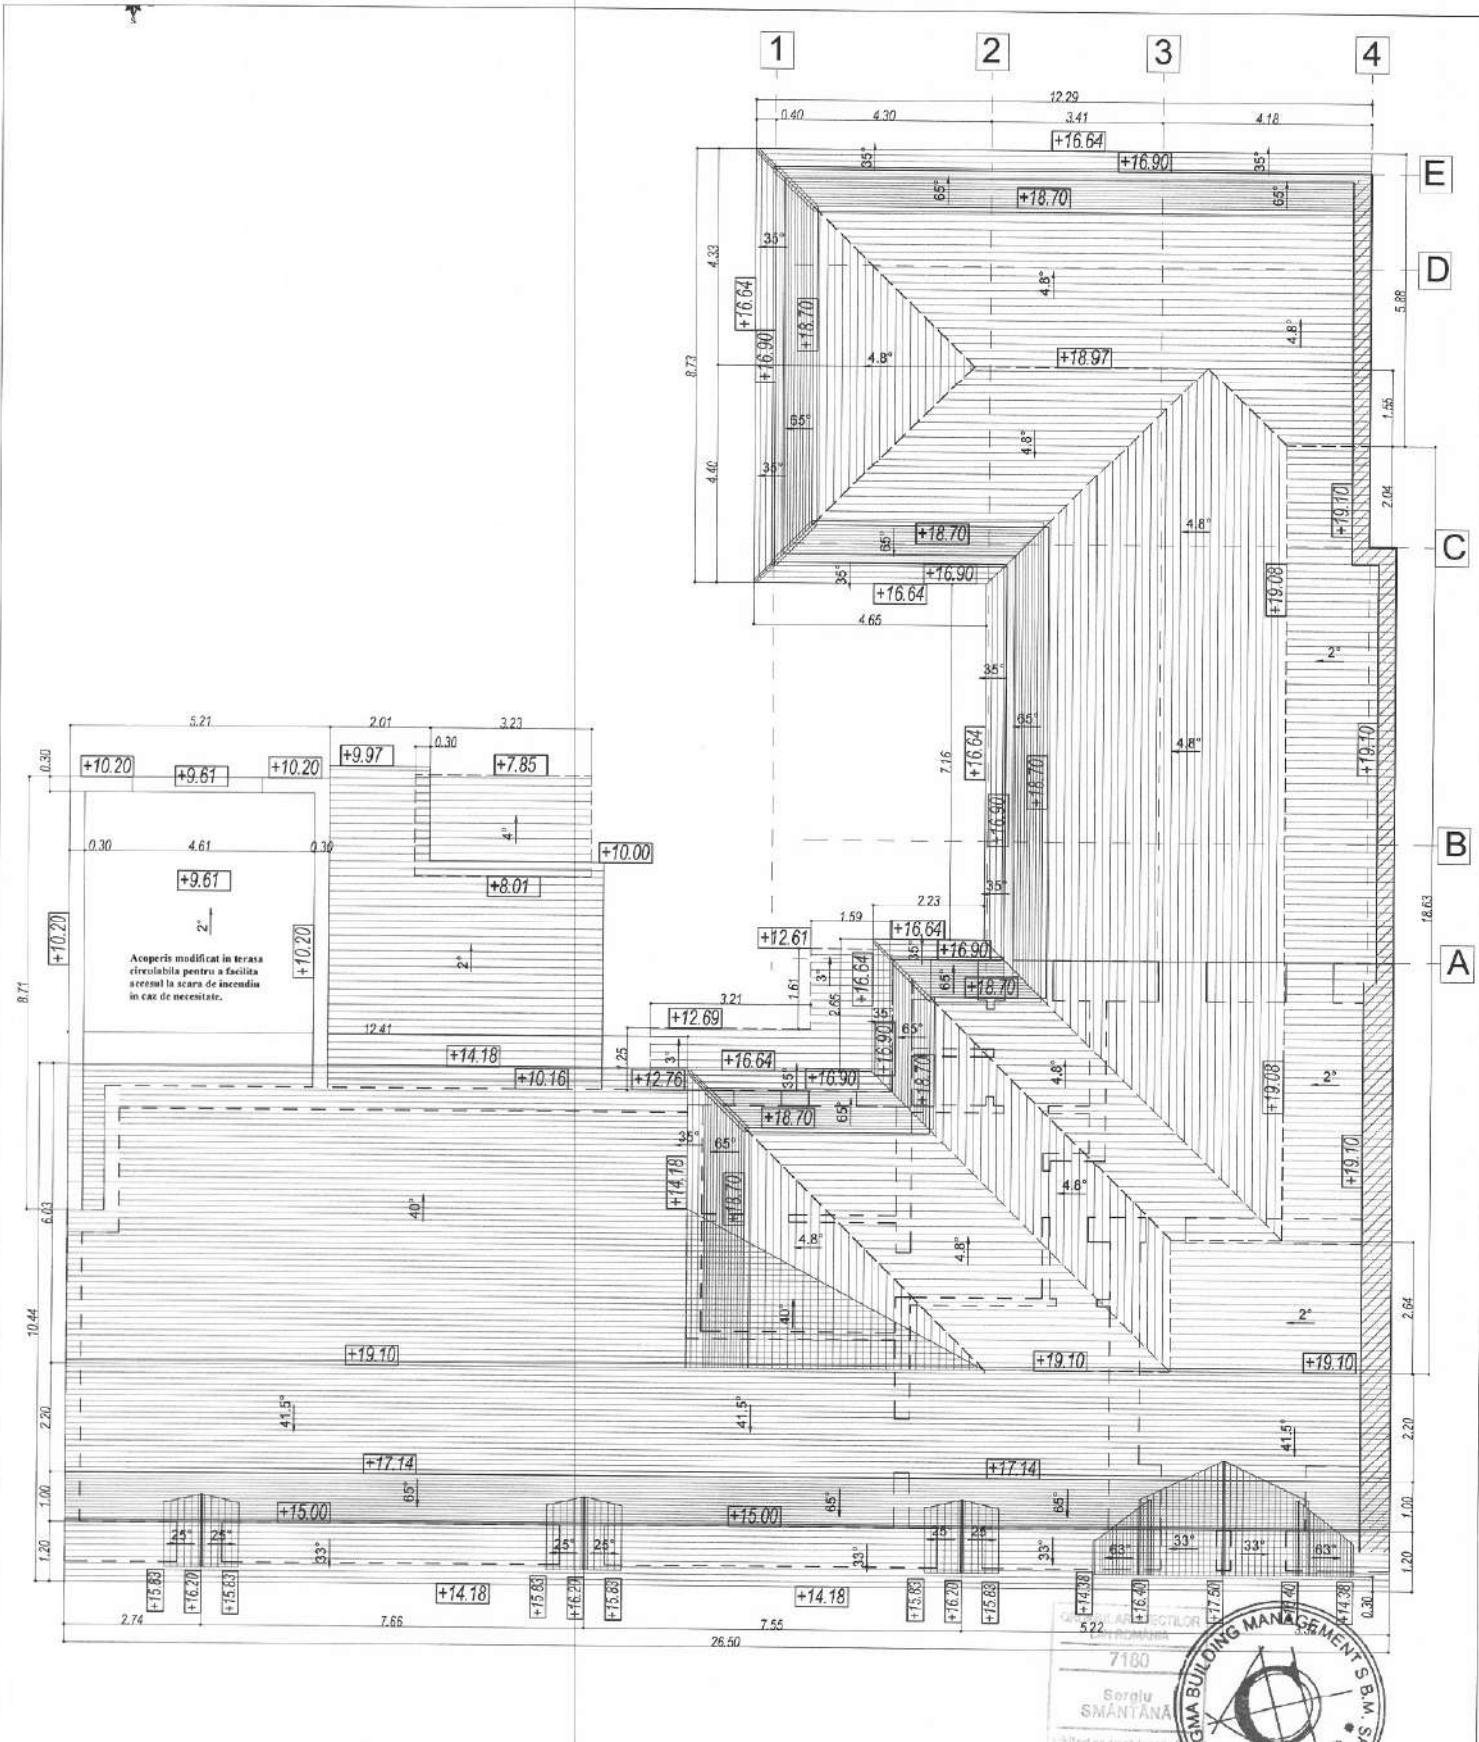 1 2 3 4
12.29
0.40 4.30 3.41 4.18
+16.64
35° +16.90 35°
E
65° +18.70 65°
35°
4.33
D
+16.64 4.8° 5.88
+18.70 4.8°
+16.90 4.8° +18.97
8.73
1.55
65° 4.8°
35°
4.40 2.04
+19.10
4.8°
+18.70
65° C
35° +16.90
+16.64 +19.08
4.65
2°
35°
65°
5.21 2.01 3.23 +16.64 4.8° +19.10
0.30 +10.20 +9.61 +10.20 +9.97 0.30 +7.85 7.16 +18.70
4° +16.90
0.30 4.61 0.30 +10.00 B
+9.61 +8.01 35°
2.23 18.63
1.59 +16.64
2° +12.61 +16.90
+10.20 +10.20 35° A
2° 3° +16.64 65°
Acoperis modificat in terasa
circulabila pentru a facilita
accesul la scara de incendiu
in caz de necesitate.
+18.70
8.71 1.61 2.65
3.21
12.41 +12.69 35° 65°
+14.18 1.25 3° +16.64 +16.90 +18.70 4.8° +19.08
+10.16 +12.76 35° +16.90 2°
+18.70 65°
35° 65°
+14.18 +18.70 4.8° +19.10
6.03 40°
4.8° 4.8°
10.44 40° 2° 2.64
+19.10 +19.10 +19.10
2.20 41.5° 41.5° 41.5° 2.20
+17.14 +17.14
1.00 65° 65° 65° 1.00
+15.00 +15.00
1.20 25° 25° 33° 25° 25° 33° 25 25 33° 63° 33° 33° 63° 1.20
+15.83 +16.20 +15.83 +14.18 +15.83 +16.20 +15.83 +14.18 +15.83 +16.20 +15.83 +14.38 +16.40 +17.50 +14.38 0.30
2.74 7.66 7.55 5.22
26.50
ROMÂNIA
7180
Sergiu
SMÂNTÂNĂ
GMA BUILDING MANAGEMENT S.B.M. S